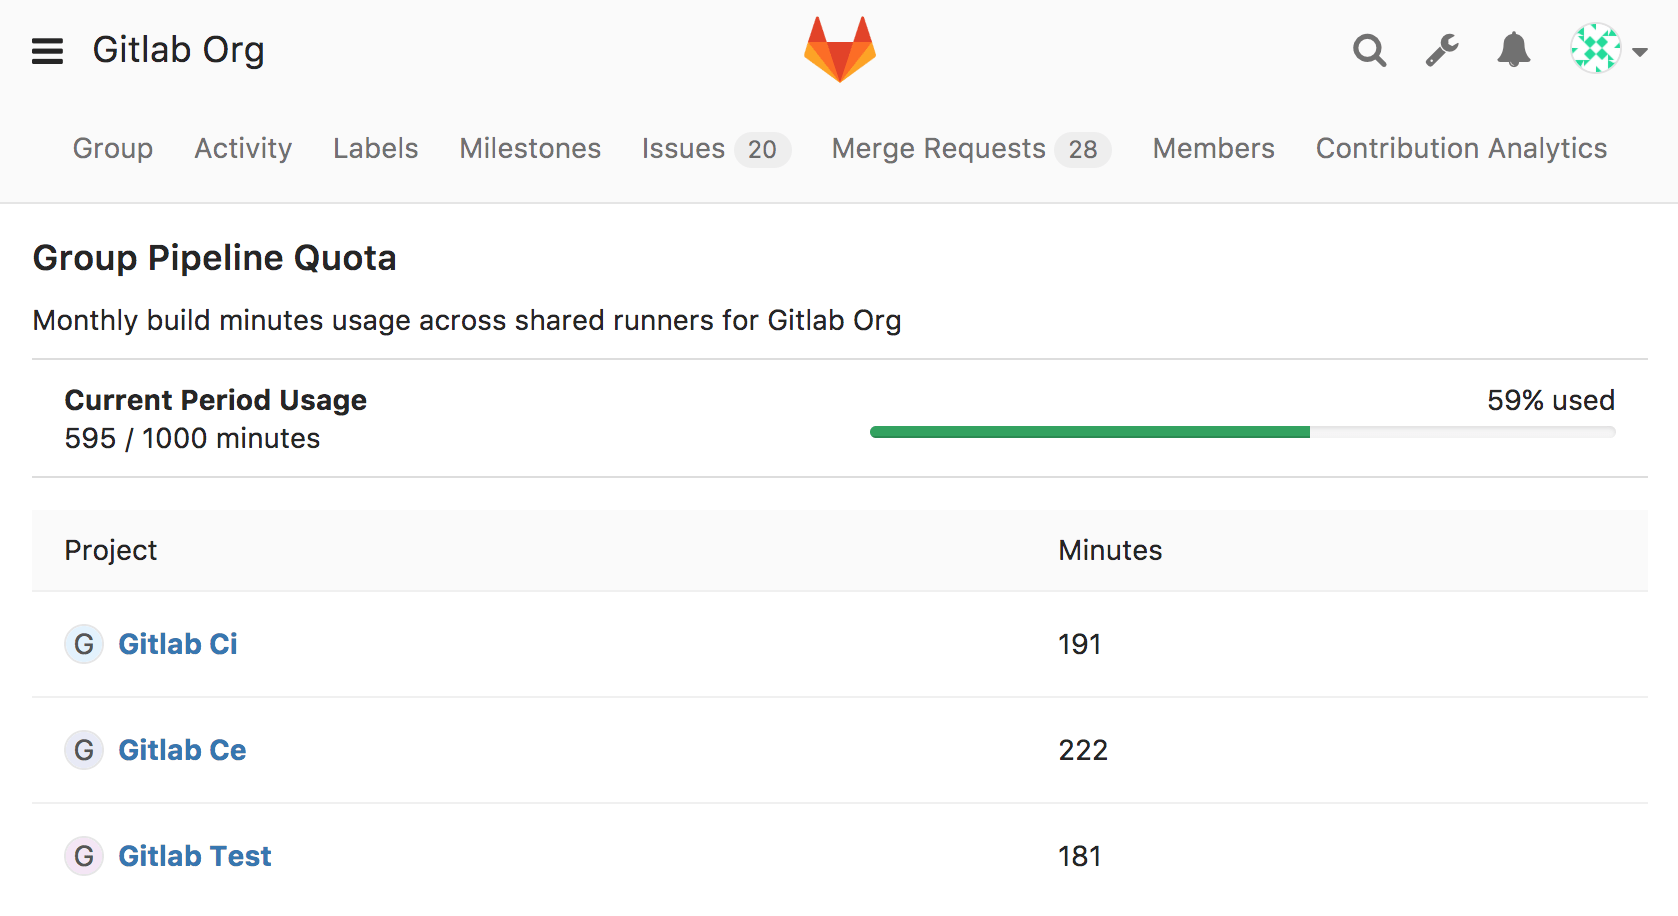 Gitlab Org
Group Activity Labels Milestones Issues 20 Merge Requests 28 Members Contribution Analytics
Group Pipeline Quota
Monthly build minutes usage across shared runners for Gitlab Org
Current Period Usage 59% used
595 / 1000 minutes
Project Minutes
G Gitlab Ci 191
G Gitlab Ce 222
G Gitlab Test 181